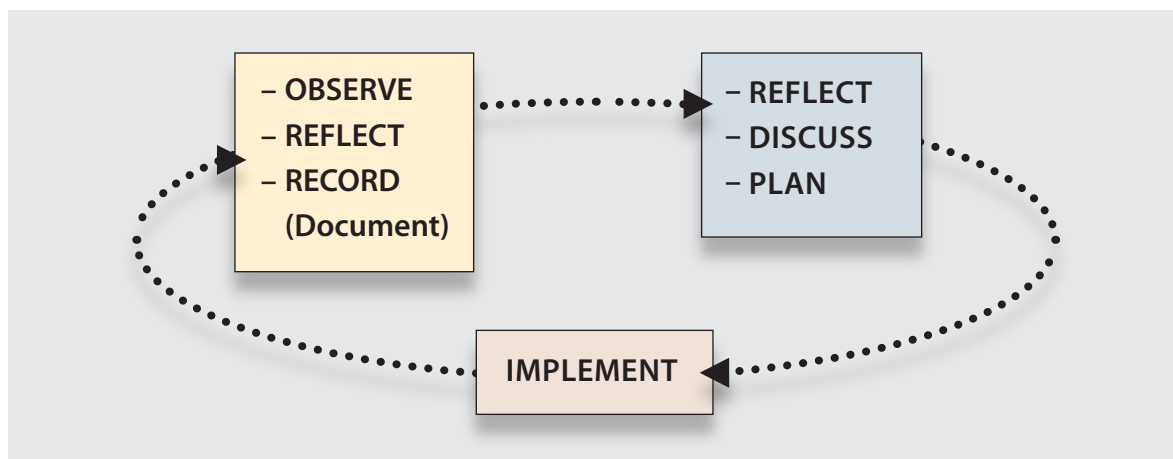 – OBSERVE
– REFLECT
– RECORD
(Document)
– REFLECT
– DISCUSS
– PLAN
IMPLEMENT